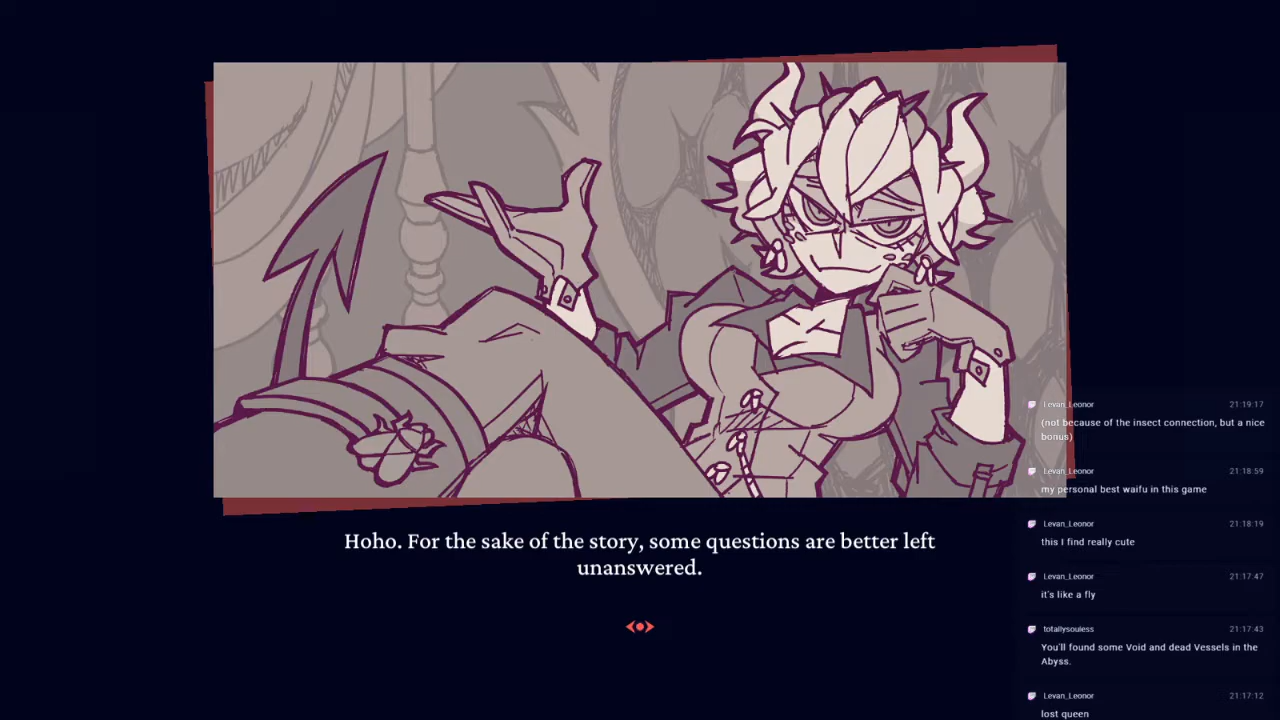 Hoho. For the sake of the story, some questions are better left
unanswered.
Levan_Leonor 21:19:17
(not because of the insect connection, but a nice
bonus)
Levan_Leonor 21:18:59
my personal best waifu in this game
Levan_Leonor 21:18:19
this I find really cute
Levan_Leonor 21:17:47
it's like a fly
totallysouless 21:17:43
You'll found some Void and dead Vessels in the
Abyss.
Levan_Leonor 21:17:12
lost queen